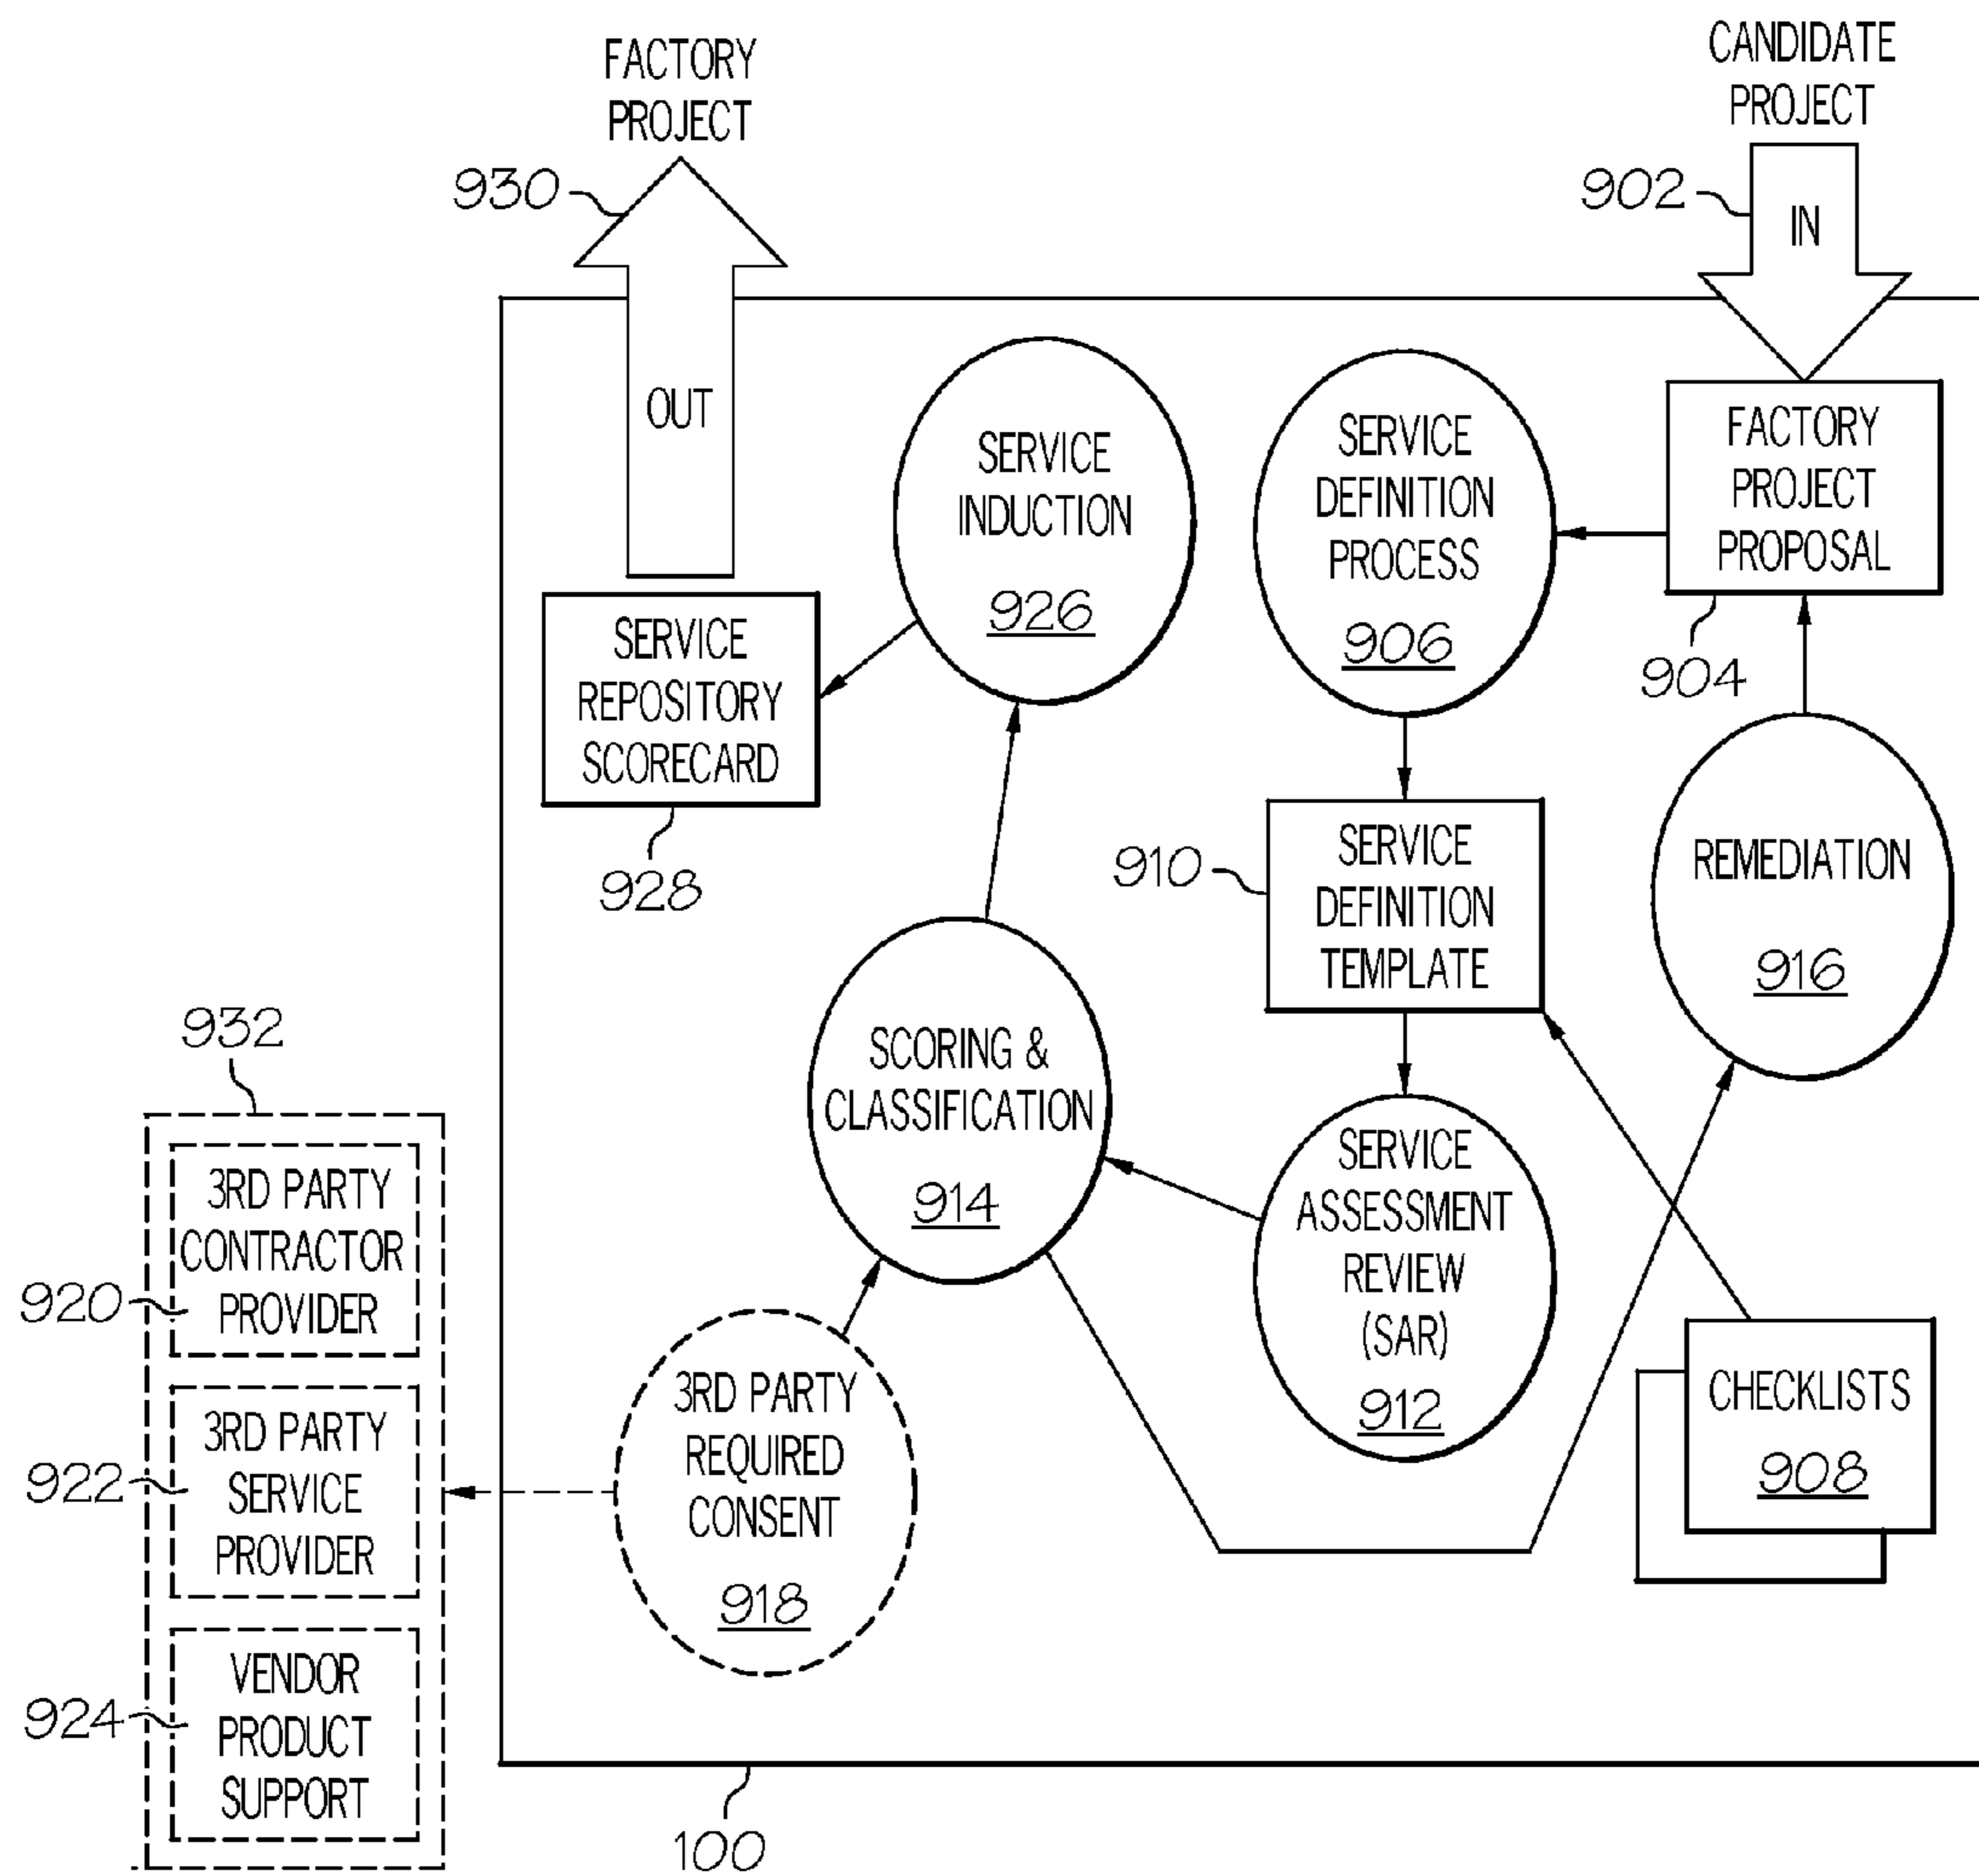 FACTORY
PROJECT
CANDIDATE
PROJECT
930
902
IN
OUT
SERVICE
INDUCTION
926
SERVICE
DEFINITION
PROCESS
906
FACTORY
PROJECT
PROPOSAL
904
SERVICE
REPOSITORY
SCORECARD
928
910
SERVICE
DEFINITION
TEMPLATE
REMEDIATION
916
932
SCORING &
CLASSIFICATION
914
SERVICE
ASSESSMENT
REVIEW
(SAR)
912
3RD PARTY
CONTRACTOR
PROVIDER
920
3RD PARTY
REQUIRED
CONSENT
918
CHECKLISTS
908
3RD PARTY
SERVICE
PROVIDER
922
VENDOR
PRODUCT
SUPPORT
924
100